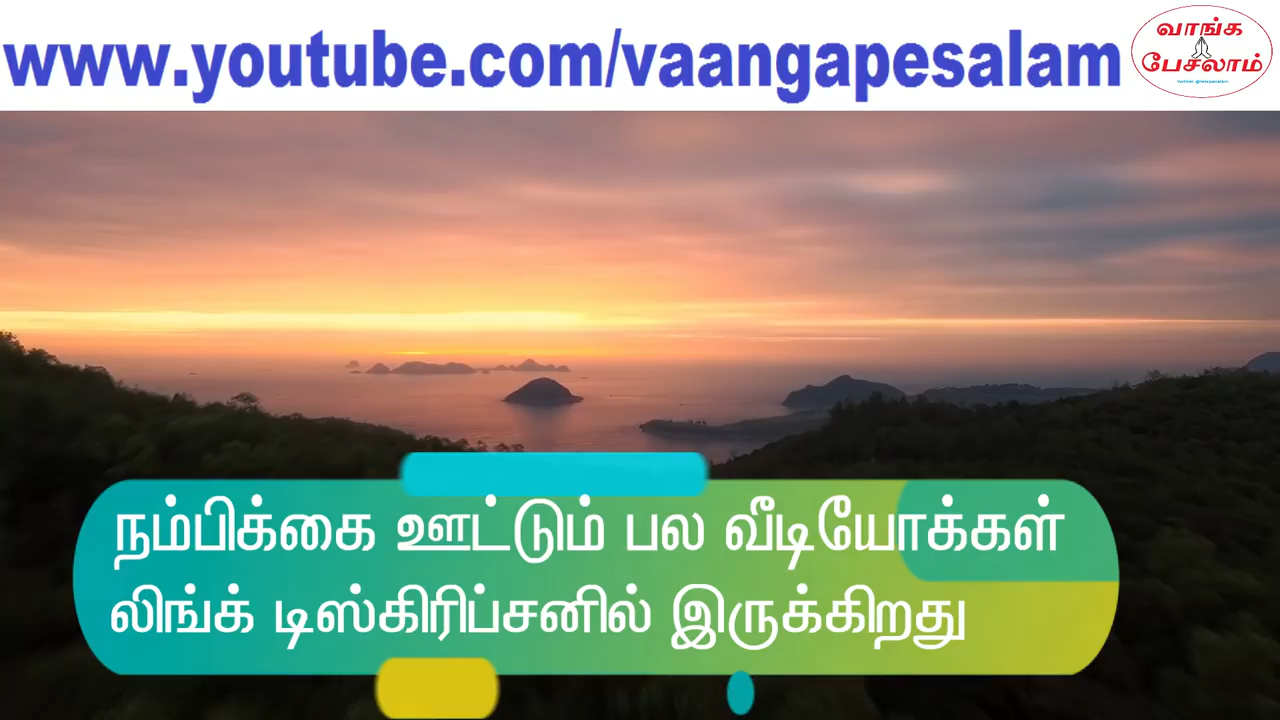 www.youtube.com/vaangapesalam
வாங்க
பேசலாம்
நம்பிக்கை ஊட்டும் பல வீடியோக்கள்
லிங்க் டிஸ்கிரிப்சனில் இருக்கிறது